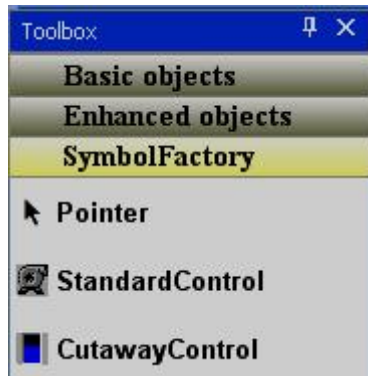 Toolbox
Basic objects
Enhanced objects
SymbolFactory
Pointer
StandardControl
CutawayControl